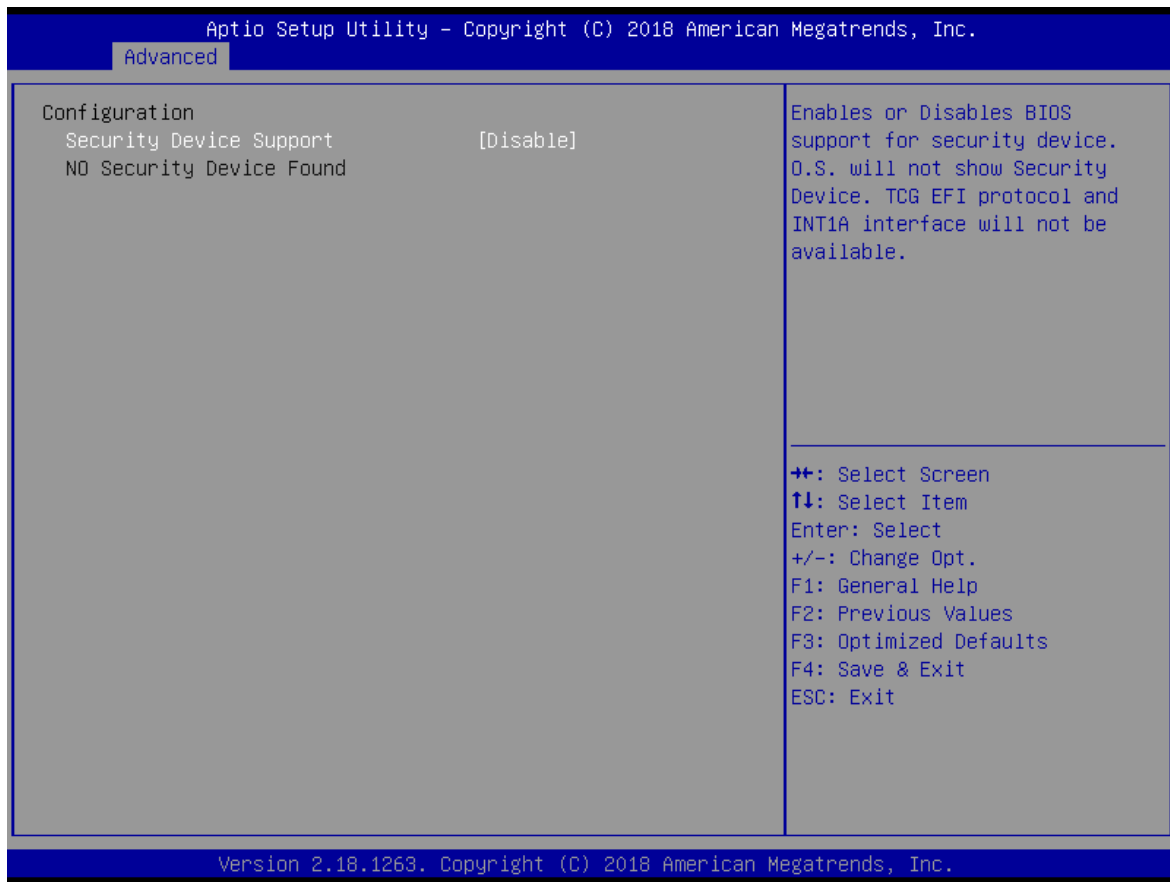 Aptio Setup Utility – Copyright (C) 2018 American Megatrends, Inc.
Advanced
Configuration
Security Device Support [Disable]
NO Security Device Found
Enables or Disables BIOS
support for security device.
O.S. will not show Security
Device. TCG EFI protocol and
INT1A interface will not be
available.
→←: Select Screen
↑↓: Select Item
Enter: Select
+/-: Change Opt.
F1: General Help
F2: Previous Values
F3: Optimized Defaults
F4: Save & Exit
ESC: Exit
Version 2.18.1263. Copyright (C) 2018 American Megatrends, Inc.